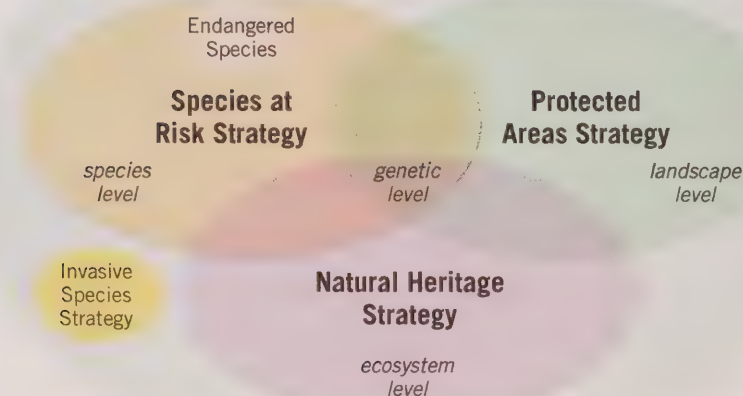 Endangered
Species
Species at
Risk Strategy
Protected
Areas Strategy
species
level
genetic
level
landscape
level
Invasive
Species
Strategy
Natural Heritage
Strategy
ecosystem
level